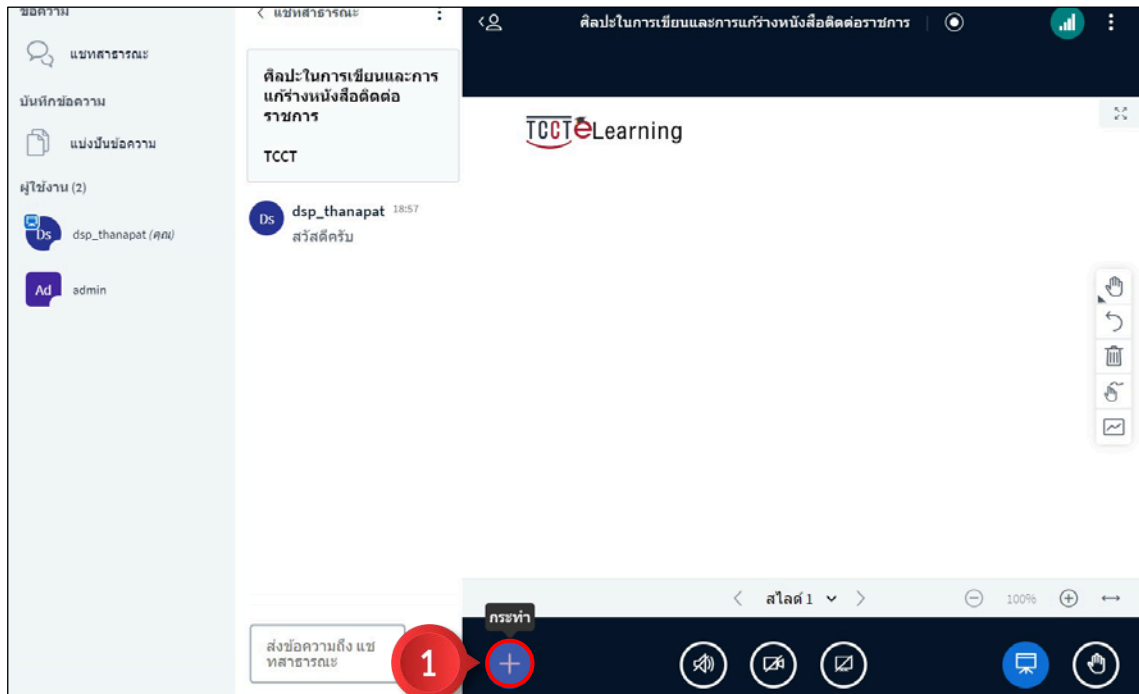 ข้อความ
แชทสาธารณะ
บันทึกข้อความ
แบ่งปันข้อความ
ผู้ใช้งาน (2)
Ds dsp_thanapat (คุณ)
Ad admin
แชทสาธารณะ
ศิลปะในการเขียนและการ
แก้ร่างหนังสือติดต่อ
ราชการ
TCCT
Ds dsp_thanapat 18:57
สวัสดีครับ
ส่งข้อความถึง แช
ทสาธารณะ
ศิลปะในการเขียนและการแก้ร่างหนังสือติดต่อราชการ
TCCTeLearning
สไลด์ 1
100%
กระทำ
1